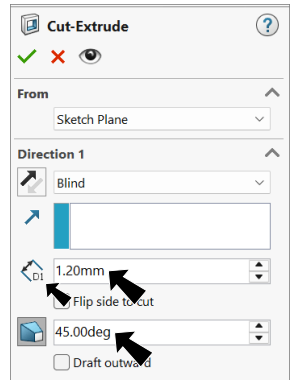 Cut-Extrude
?
From
Sketch Plane
Direction 1
Blind
D1
1.20mm
Flip side to cut
45.00deg
Draft outward